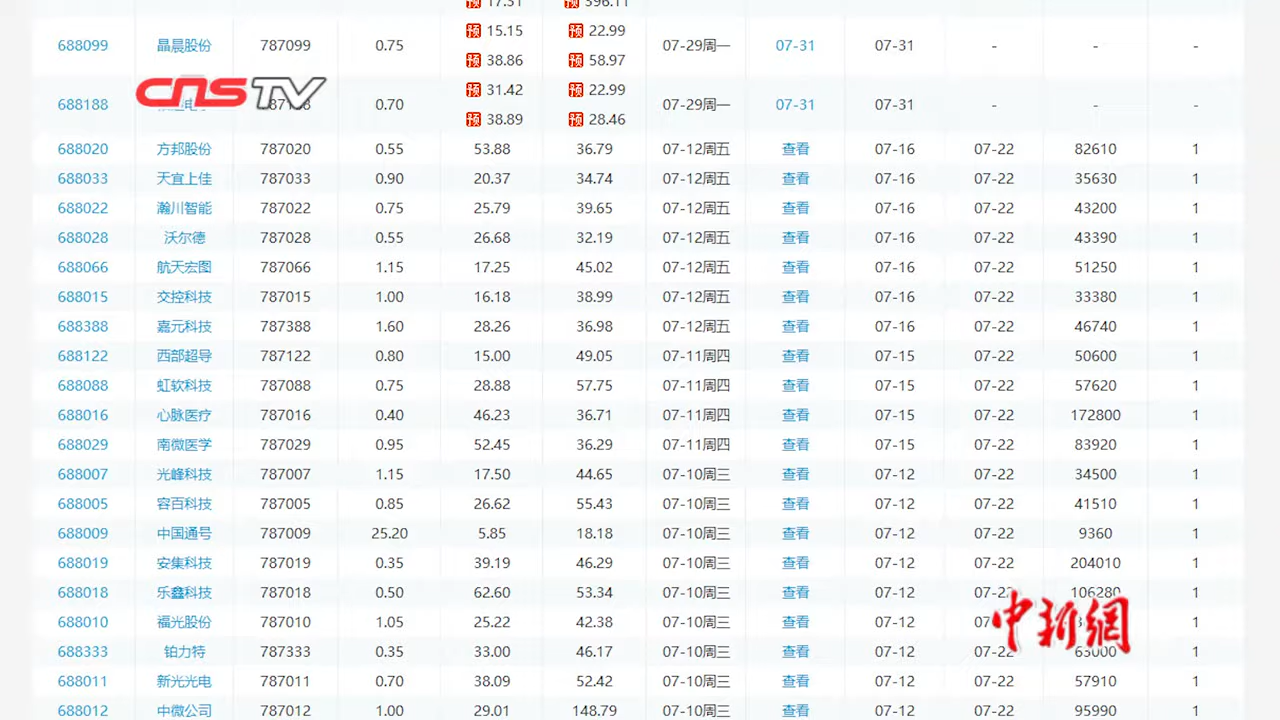 预 17.31 预 396.11
688099 晶晨股份 787099 0.75 预 15.15 预 22.99 07-29周一 07-31 07-31 - - -
预 38.86 预 58.97
CNSTV
688188 0.70 预 31.42 预 22.99 07-29周一 07-31 07-31 - - -
预 38.89 预 28.46
688020 方邦股份 787020 0.55 53.88 36.79 07-12周五 查看 07-16 07-22 82610 1
688033 天宜上佳 787033 0.90 20.37 34.74 07-12周五 查看 07-16 07-22 35630 1
688022 瀚川智能 787022 0.75 25.79 39.65 07-12周五 查看 07-16 07-22 43200 1
688028 沃尔德 787028 0.55 26.68 32.19 07-12周五 查看 07-16 07-22 43390 1
688066 航天宏图 787066 1.15 17.25 45.02 07-12周五 查看 07-16 07-22 51250 1
688015 交控科技 787015 1.00 16.18 38.99 07-12周五 查看 07-16 07-22 33380 1
688388 嘉元科技 787388 1.60 28.26 36.98 07-12周五 查看 07-16 07-22 46740 1
688122 西部超导 787122 0.80 15.00 49.05 07-11周四 查看 07-15 07-22 50600 1
688088 虹软科技 787088 0.75 28.88 57.75 07-11周四 查看 07-15 07-22 57620 1
688016 心脉医疗 787016 0.40 46.23 36.71 07-11周四 查看 07-15 07-22 172800 1
688029 南微医学 787029 0.95 52.45 36.29 07-11周四 查看 07-15 07-22 83920 1
688007 光峰科技 787007 1.15 17.50 44.65 07-10周三 查看 07-12 07-22 34500 1
688005 容百科技 787005 0.85 26.62 55.43 07-10周三 查看 07-12 07-22 41510 1
688009 中国通号 787009 25.20 5.85 18.18 07-10周三 查看 07-12 07-22 9360 1
688019 安集科技 787019 0.35 39.19 46.29 07-10周三 查看 07-12 07-22 204010 1
688018 乐鑫科技 787018 0.50 62.60 53.34 07-10周三 查看 07-12 07-22 106280 1
688010 福光股份 787010 1.05 25.22 42.38 07-10周三 查看 07-12 1
中新網
688333 铂力特 787333 0.35 33.00 46.17 07-10周三 查看 07-12 07-22 63000 1
688011 新光光电 787011 0.70 38.09 52.42 07-10周三 查看 07-12 07-22 57910 1
688012 中微公司 787012 1.00 29.01 148.79 07-10周三 查看 07-12 07-22 95990 1